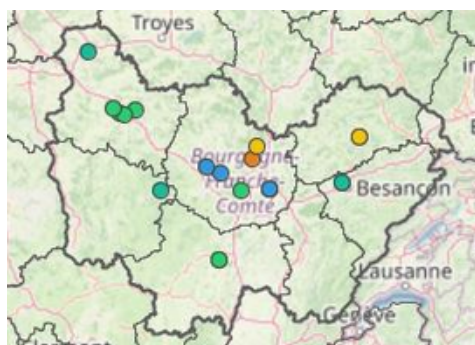 Troyes
Bourgogne-
Franche-
Comté
Besançon
Lausanne
Genève